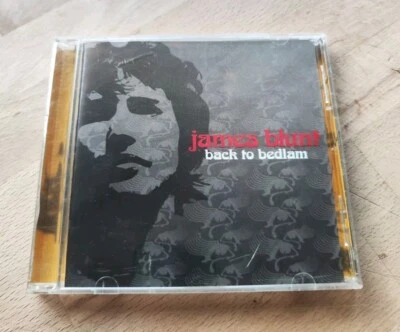 james blunt
back to bedlam